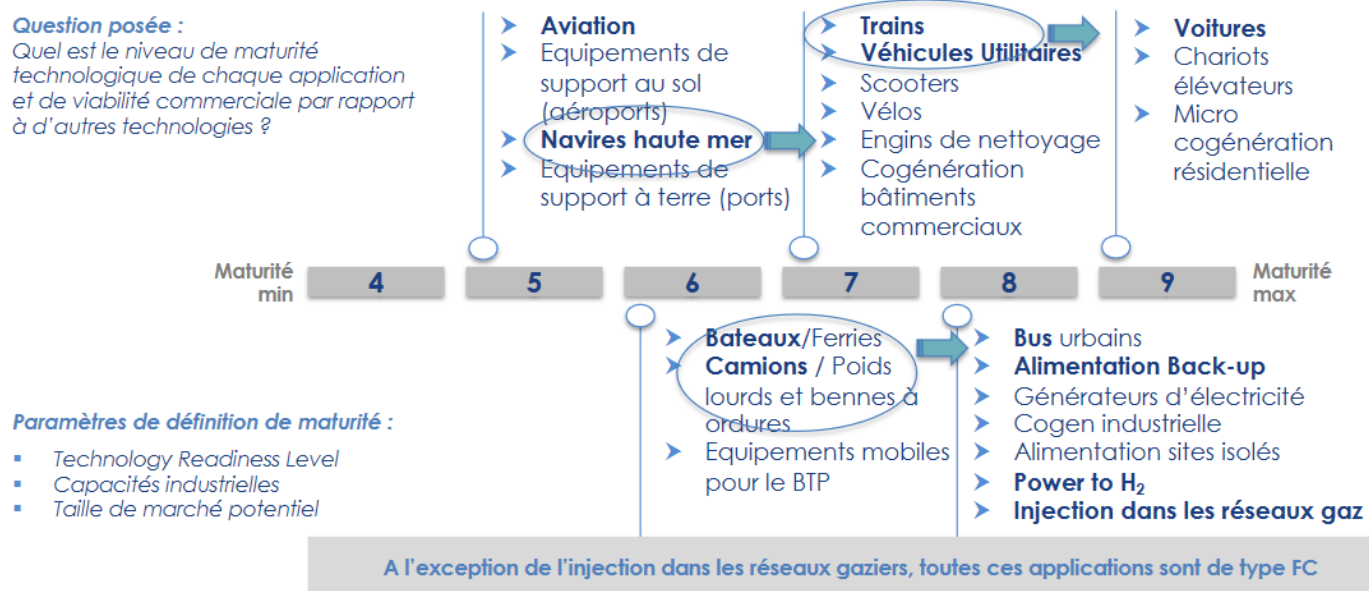 Question posée :
Quel est le niveau de maturité
technologique de chaque application
et de viabilité commerciale par rapport
à d'autres technologies ?
➤ Aviation
➤ Equipements de
support au sol
(aéroports)
➤ Navires haute mer
➤ Equipements de
support à terre (ports)
➤ Trains
➤ Véhicules Utilitaires
➤ Scooters
➤ Vélos
➤ Engins de nettoyage
➤ Cogénération
bâtiments
commerciaux
➤ Voitures
➤ Chariots
élévateurs
➤ Micro
cogénération
résidentielle
Maturité
min
4
5
6
7
8
9
Maturité
max
➤ Bateaux/Ferries
➤ Camions / Poids
lourds et bennes à
ordures
➤ Equipements mobiles
pour le BTP
➤ Bus urbains
➤ Alimentation Back-up
➤ Générateurs d'électricité
➤ Cogen industrielle
➤ Alimentation sites isolés
➤ Power to H₂
➤ Injection dans les réseaux gaz
Paramètres de définition de maturité :
▪ Technology Readiness Level
▪ Capacités industrielles
▪ Taille de marché potentiel
A l'exception de l'injection dans les réseaux gaziers, toutes ces applications sont de type FC